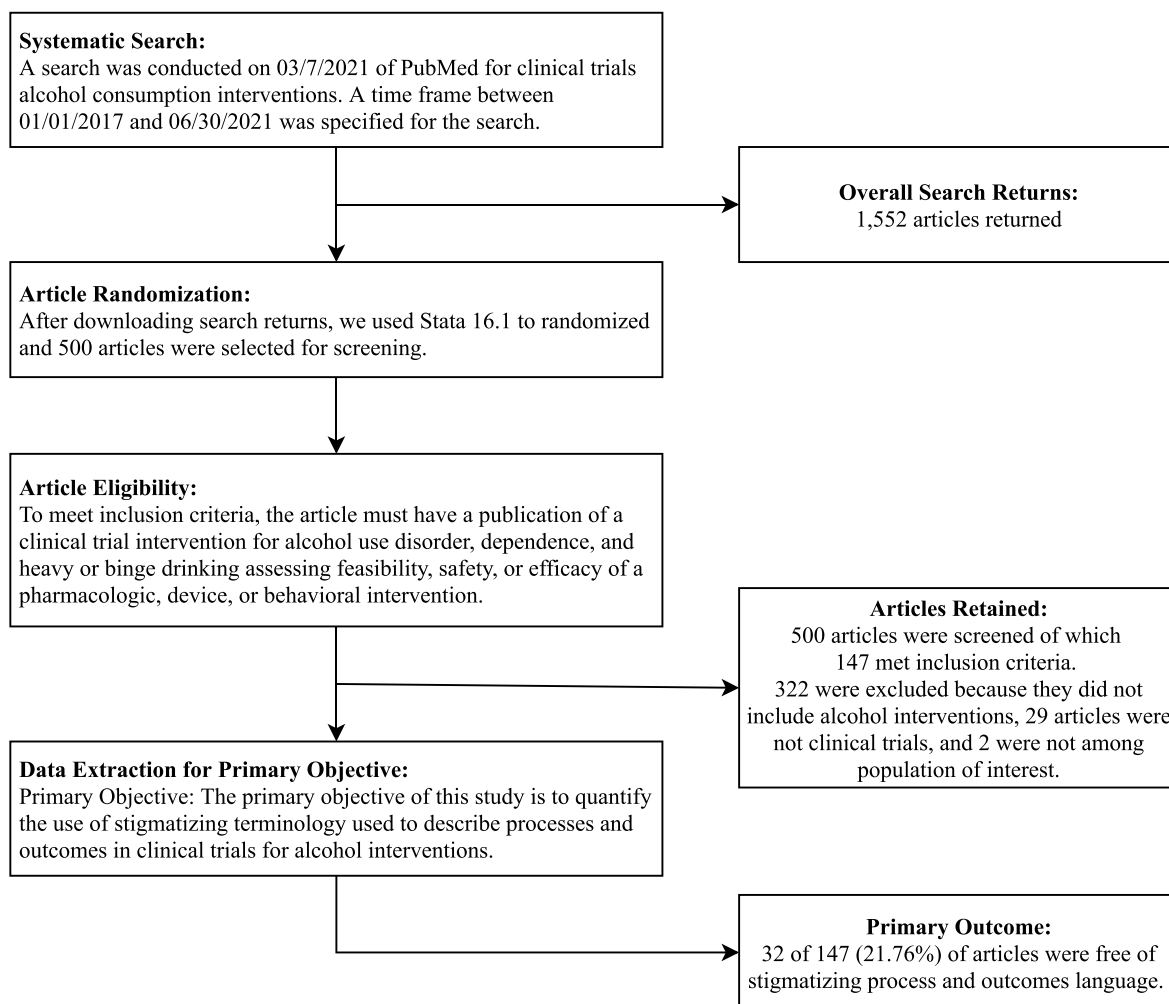 Systematic Search:
A search was conducted on 03/7/2021 of PubMed for clinical trials
alcohol consumption interventions. A time frame between
01/01/2017 and 06/30/2021 was specified for the search.
Overall Search Returns:
1,552 articles returned
Article Randomization:
After downloading search returns, we used Stata 16.1 to randomized
and 500 articles were selected for screening.
Article Eligibility:
To meet inclusion criteria, the article must have a publication of a
clinical trial intervention for alcohol use disorder, dependence, and
heavy or binge drinking assessing feasibility, safety, or efficacy of a
pharmacologic, device, or behavioral intervention.
Articles Retained:
500 articles were screened of which
147 met inclusion criteria.
322 were excluded because they did not
include alcohol interventions, 29 articles were
not clinical trials, and 2 were not among
population of interest.
Data Extraction for Primary Objective:
Primary Objective: The primary objective of this study is to quantify
the use of stigmatizing terminology used to describe processes and
outcomes in clinical trials for alcohol interventions.
Primary Outcome:
32 of 147 (21.76%) of articles were free of
stigmatizing process and outcomes language.